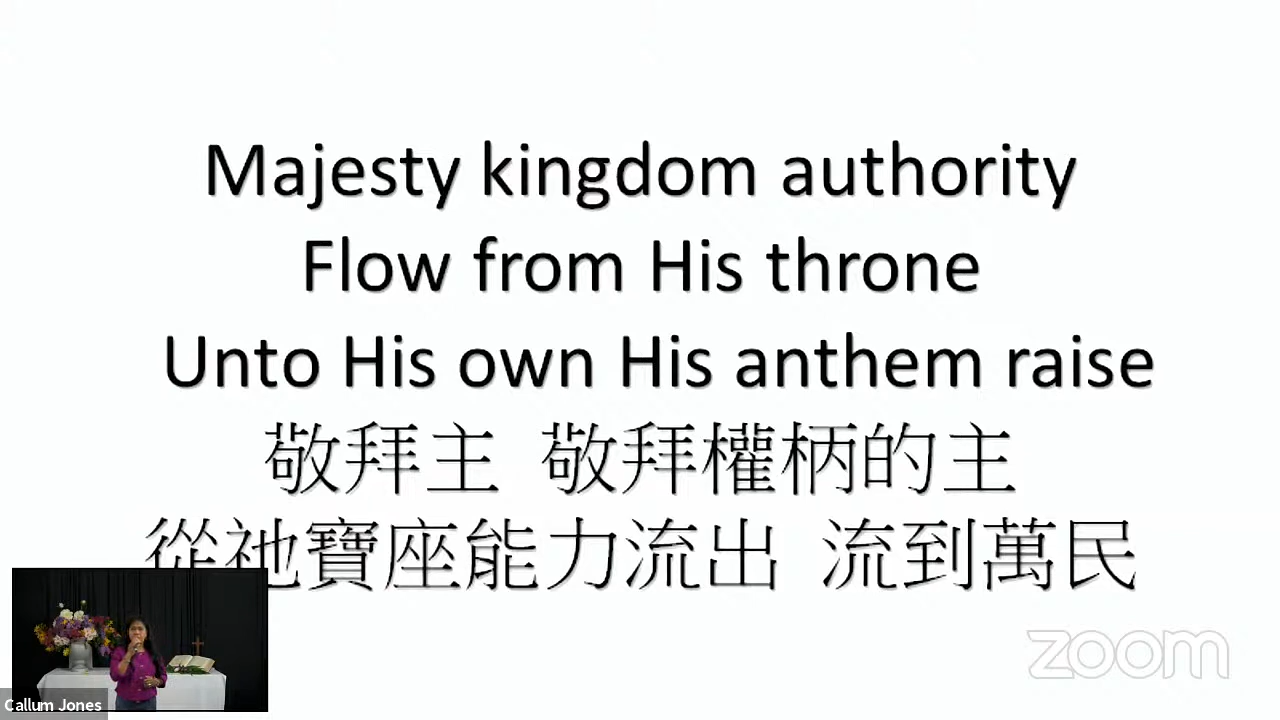 Majesty kingdom authority
Flow from His throne
Unto His own His anthem raise
敬拜主 敬拜權柄的主
從祂寶座能力流出 流到萬民
zoom
Callum Jones